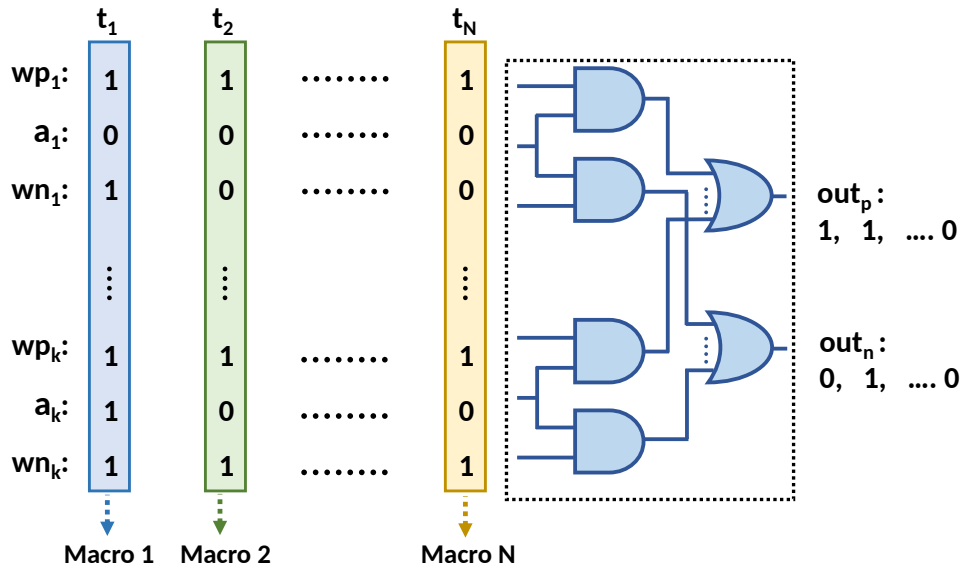 t1 t2 tN
wp1: 1 1 ........ 1
a1: 0 0 ........ 0
wn1: 1 0 ........ 0
wpk: 1 1 ........ 1
ak: 1 0 ........ 0
wnk: 1 1 ........ 1
Macro 1 Macro 2 Macro N
outp:
1, 1, .... 0
outn:
0, 1, .... 0